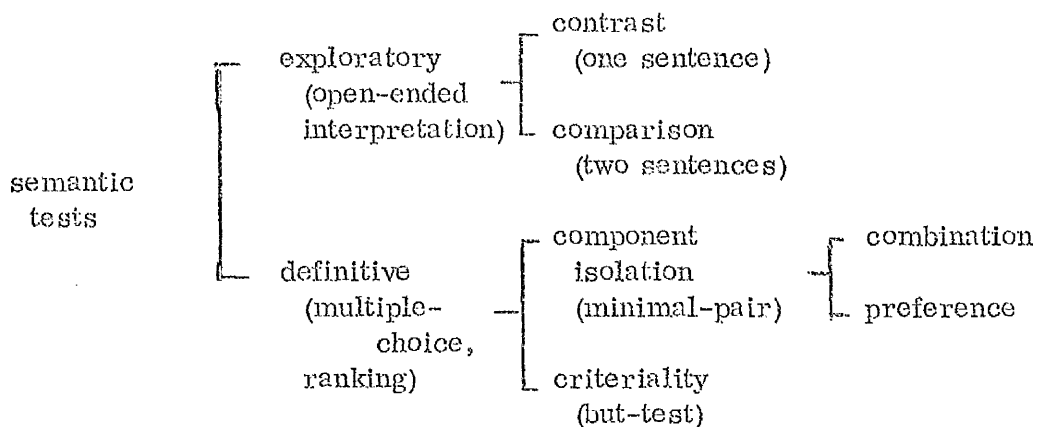 contrast
(one sentence)
exploratory
(open-ended
interpretation)
comparison
(two sentences)
semantic
tests
component
isolation
(minimal-pair)
combination
preference
definitive
(multiple-
choice,
ranking)
criteriality
(but-test)